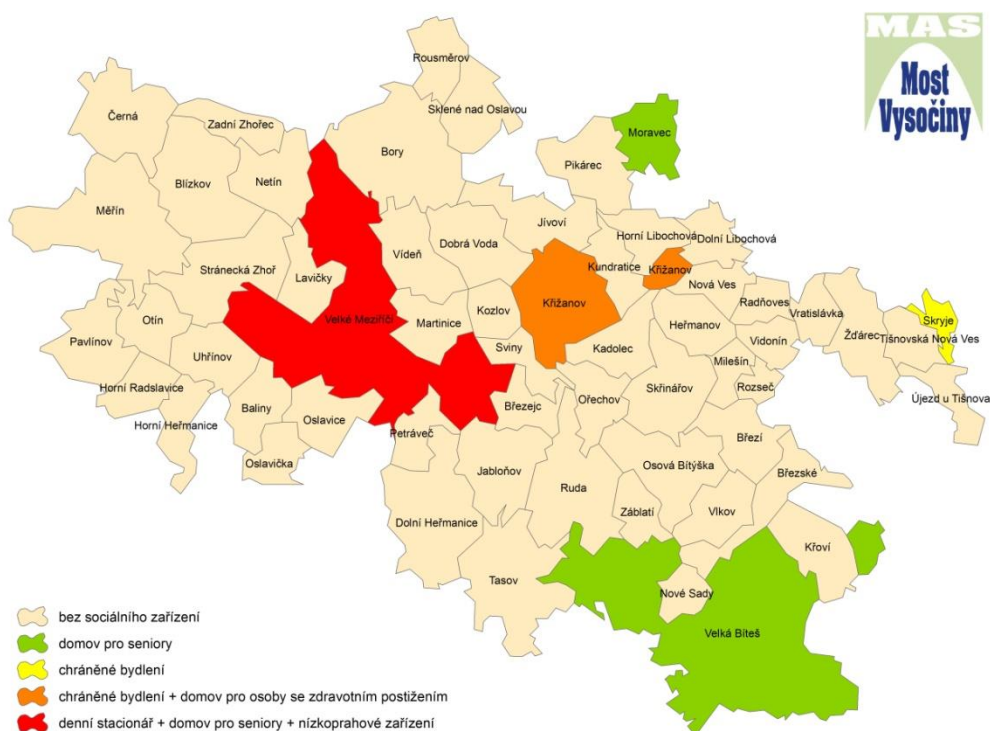 MAS
Most
Vysočiny
Rousměrov
Sklené nad Oslavou
Černá
Zadní Zhořec
Moravec
Bory
Pikárec
Blízkov
Netín
Měřín
Jívoví
Horní Libochová
Dolní Libochová
Vídeň
Dobrá Voda
Stránecká Zhoř
Lavičky
Kundratice
Křižanov
Nová Ves
Křižanov
Radňoves
Kozlov
Velké Meziříčí
Martinice
Vratislávka
Skryje
Otín
Heřmanov
Žďárec
Tišnovská Nová Ves
Pavlínov
Vidonín
Sviny
Kadolec
Uhřínov
Milešín
Horní Radslavice
Skřinářov
Rozseč
Újezd u Tišnova
Březejc
Ořechov
Baliny
Oslavice
Horní Heřmanice
Petráveč
Březí
Oslavička
Osová Bítýška
Jabloňov
Březské
Ruda
Záblatí
Vlkov
Dolní Heřmanice
Křoví
Tasov
Nové Sady
Velká Bíteš
bez sociálního zařízení
domov pro seniory
chráněné bydlení
chráněné bydlení + domov pro osoby se zdravotním postižením
denní stacionář + domov pro seniory + nízkoprahové zařízení